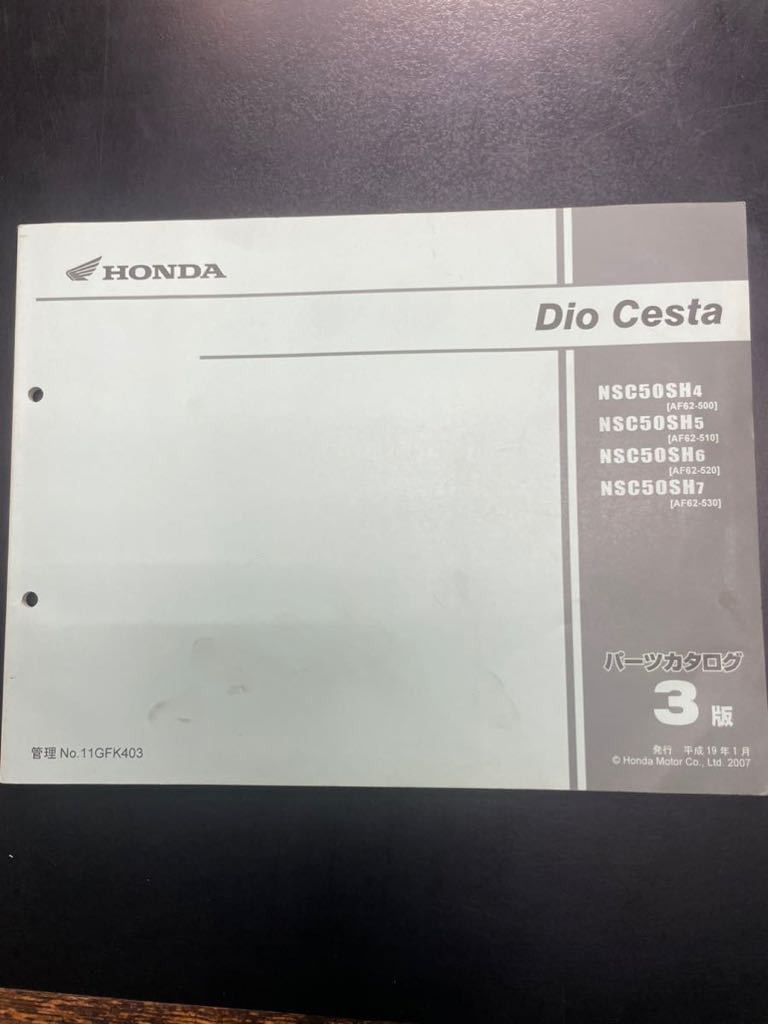 HONDA
Dio Cesta
NSC50SH4
[AF62-500]
NSC50SH5
[AF62-510]
NSC50SH6
[AF62-520]
NSC50SH7
[AF62-530]
パーツカタログ
3版
管理 No.11GFK403
発行 平成19年1月
© Honda Motor Co., Ltd. 2007